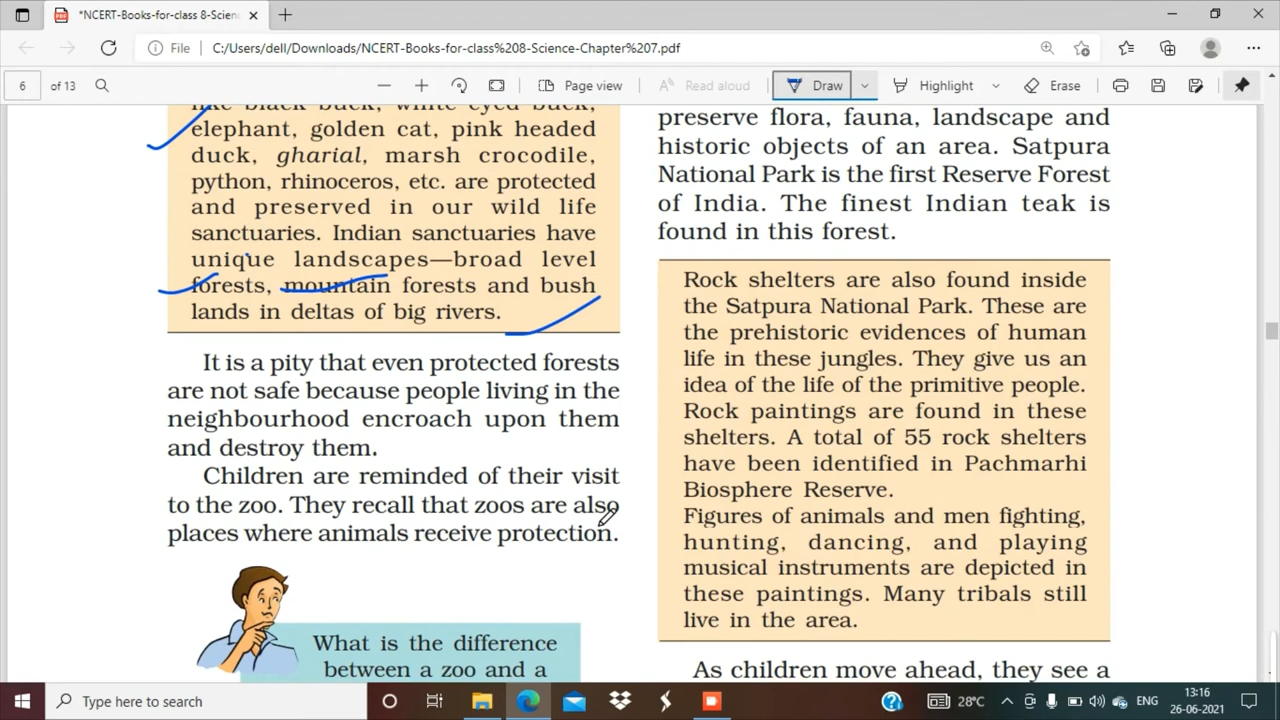 *NCERT-Books-for-class 8-Scien
File
C:/Users/dell/Downloads/NCERT-Books-for-class%208-Science-Chapter%207.pdf
6
of 13
Page view
Read aloud
Draw
Highlight
Erase
like black buck, white eyed buck,
elephant, golden cat, pink headed
duck, gharial, marsh crocodile,
python, rhinoceros, etc. are protected
and preserved in our wild life
sanctuaries. Indian sanctuaries have
unique landscapes—broad level
forests, mountain forests and bush
lands in deltas of big rivers.
It is a pity that even protected forests
are not safe because people living in the
neighbourhood encroach upon them
and destroy them.
Children are reminded of their visit
to the zoo. They recall that zoos are also
places where animals receive protection.
What is the difference
between a zoo and a
preserve flora, fauna, landscape and
historic objects of an area. Satpura
National Park is the first Reserve Forest
of India. The finest Indian teak is
found in this forest.
Rock shelters are also found inside
the Satpura National Park. These are
the prehistoric evidences of human
life in these jungles. They give us an
idea of the life of the primitive people.
Rock paintings are found in these
shelters. A total of 55 rock shelters
have been identified in Pachmarhi
Biosphere Reserve.
Figures of animals and men fighting,
hunting, dancing, and playing
musical instruments are depicted in
these paintings. Many tribals still
live in the area.
As children move ahead, they see a
Type here to search
28°C
ENG
13:16
26-06-2021